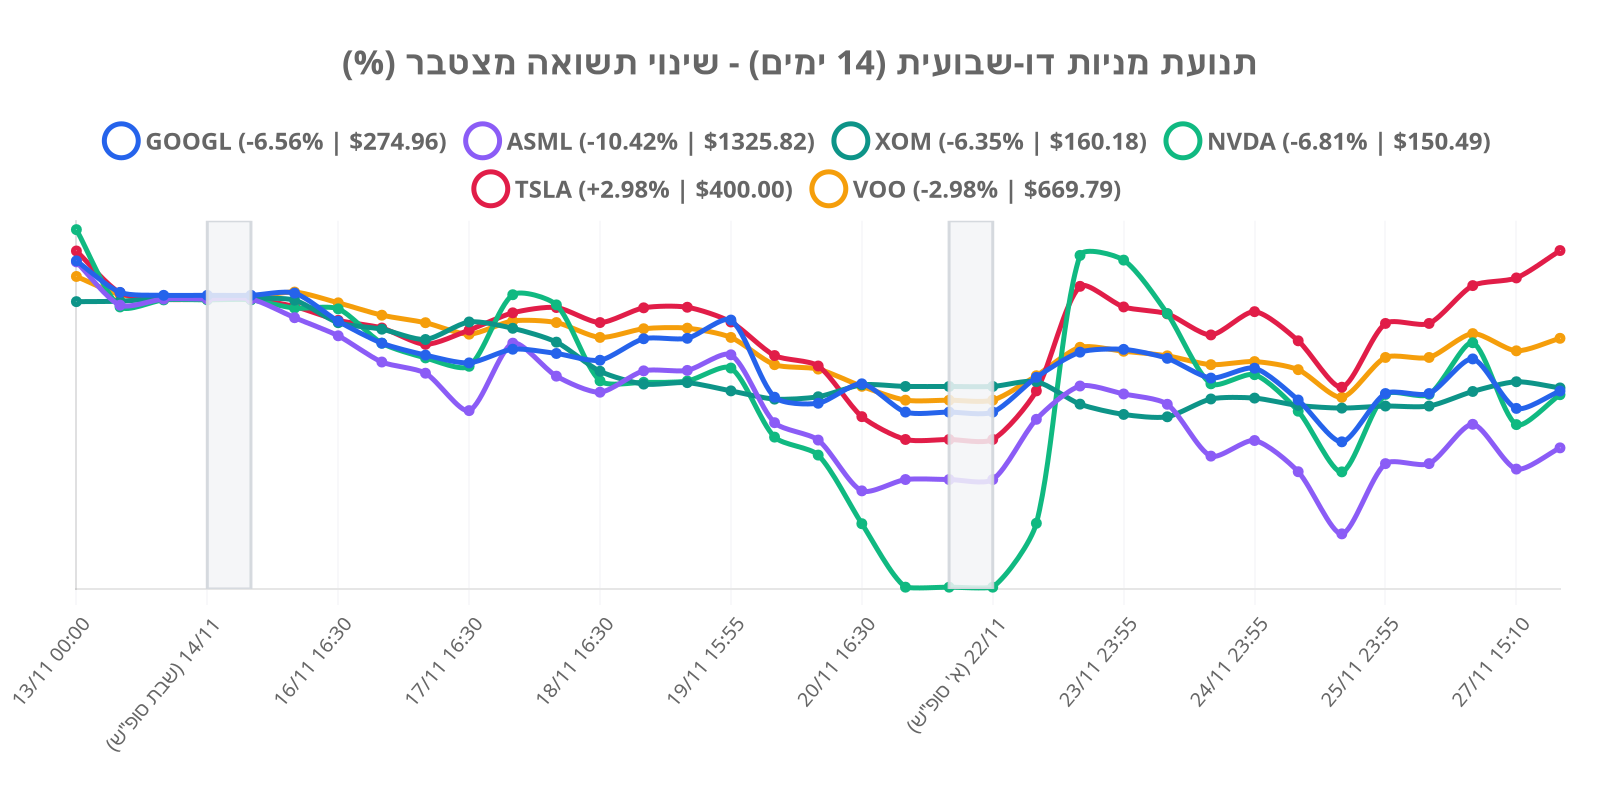 תנועת מניות דו-שבועית (14 ימים) - שינוי תשואה מצטבר (%)
GOOGL (-6.56% | $274.96) ASML (-10.42% | $1325.82) XOM (-6.35% | $160.18) NVDA (-6.81% | $150.49)
TSLA (+2.98% | $400.00) VOO (-2.98% | $669.79)
13/11 00:00
14/11 (שבת סופ"ש)
16/11 16:30
17/11 16:30
18/11 16:30
19/11 15:55
20/11 16:30
22/11 (א' סופ"ש)
23/11 23:55
24/11 23:55
25/11 23:55
27/11 15:10